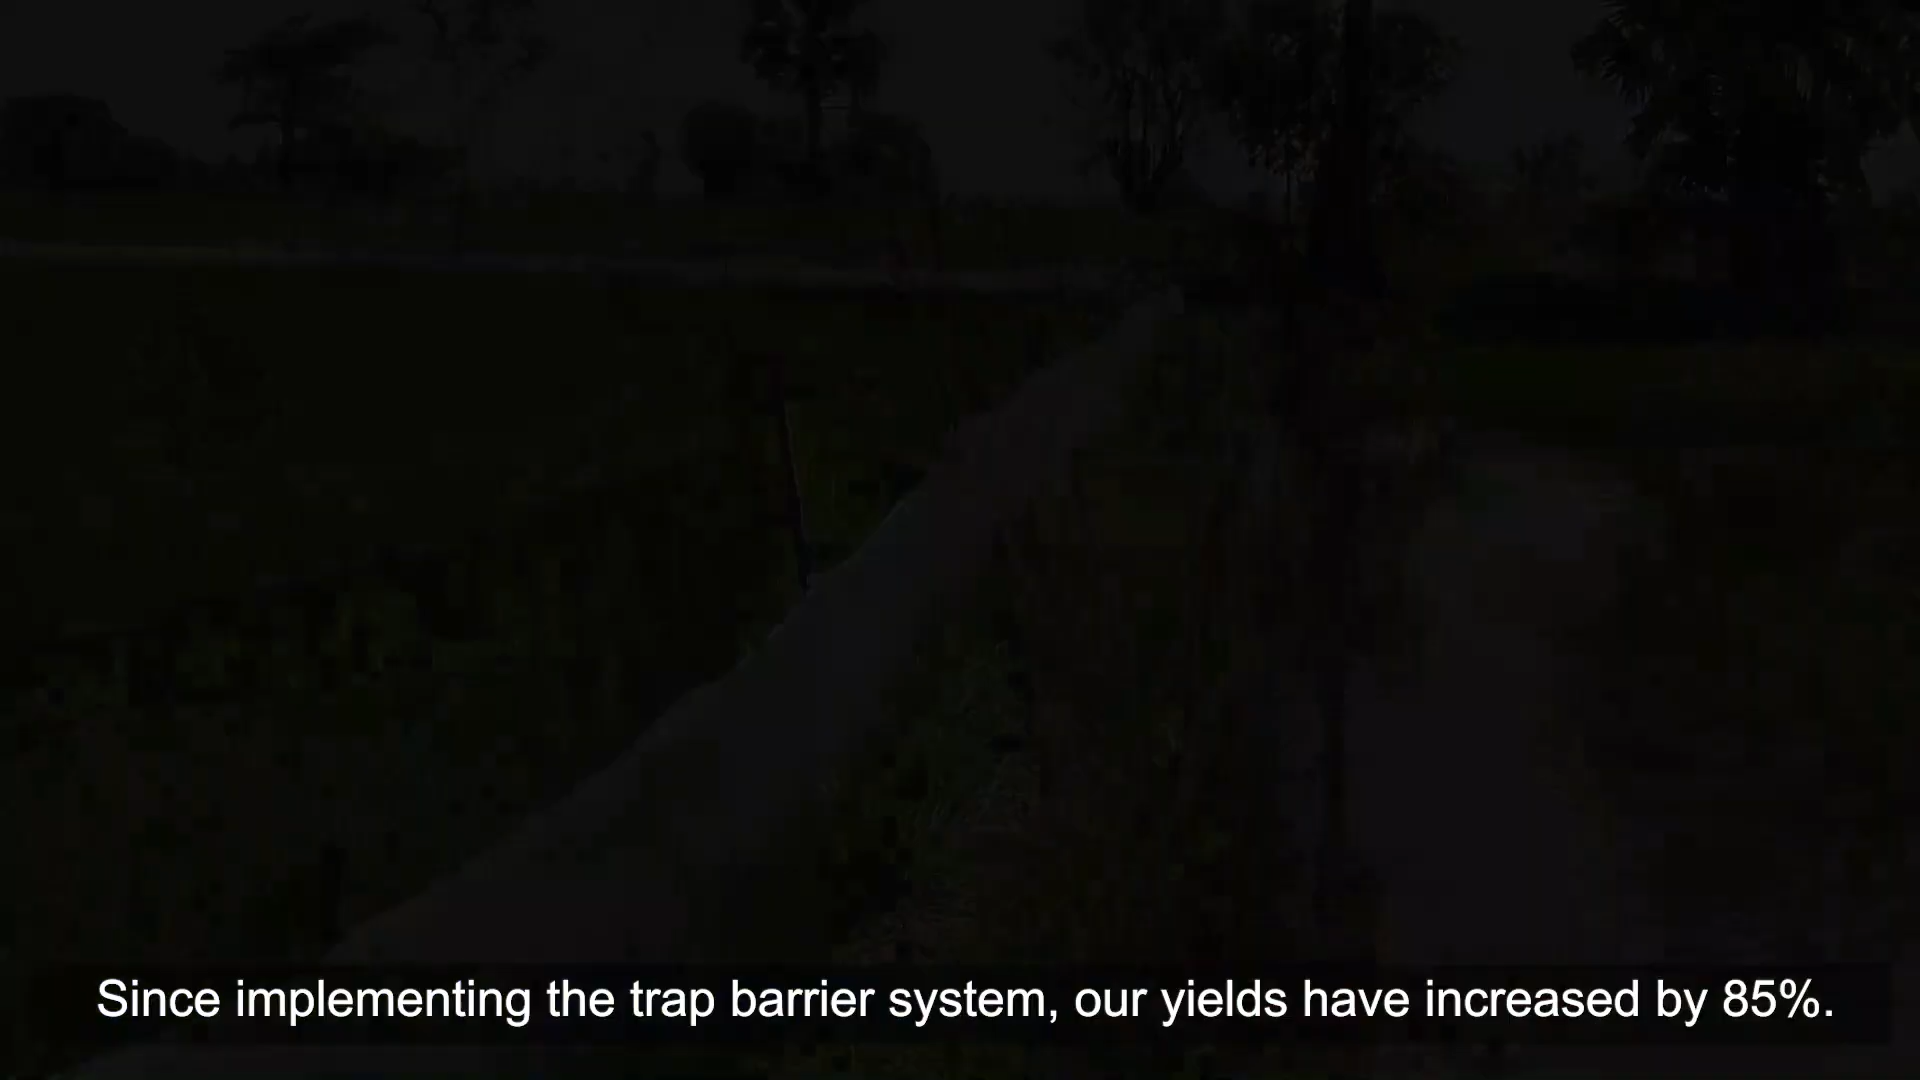 Since implementing the trap barrier system, our yields have increased by 85%.